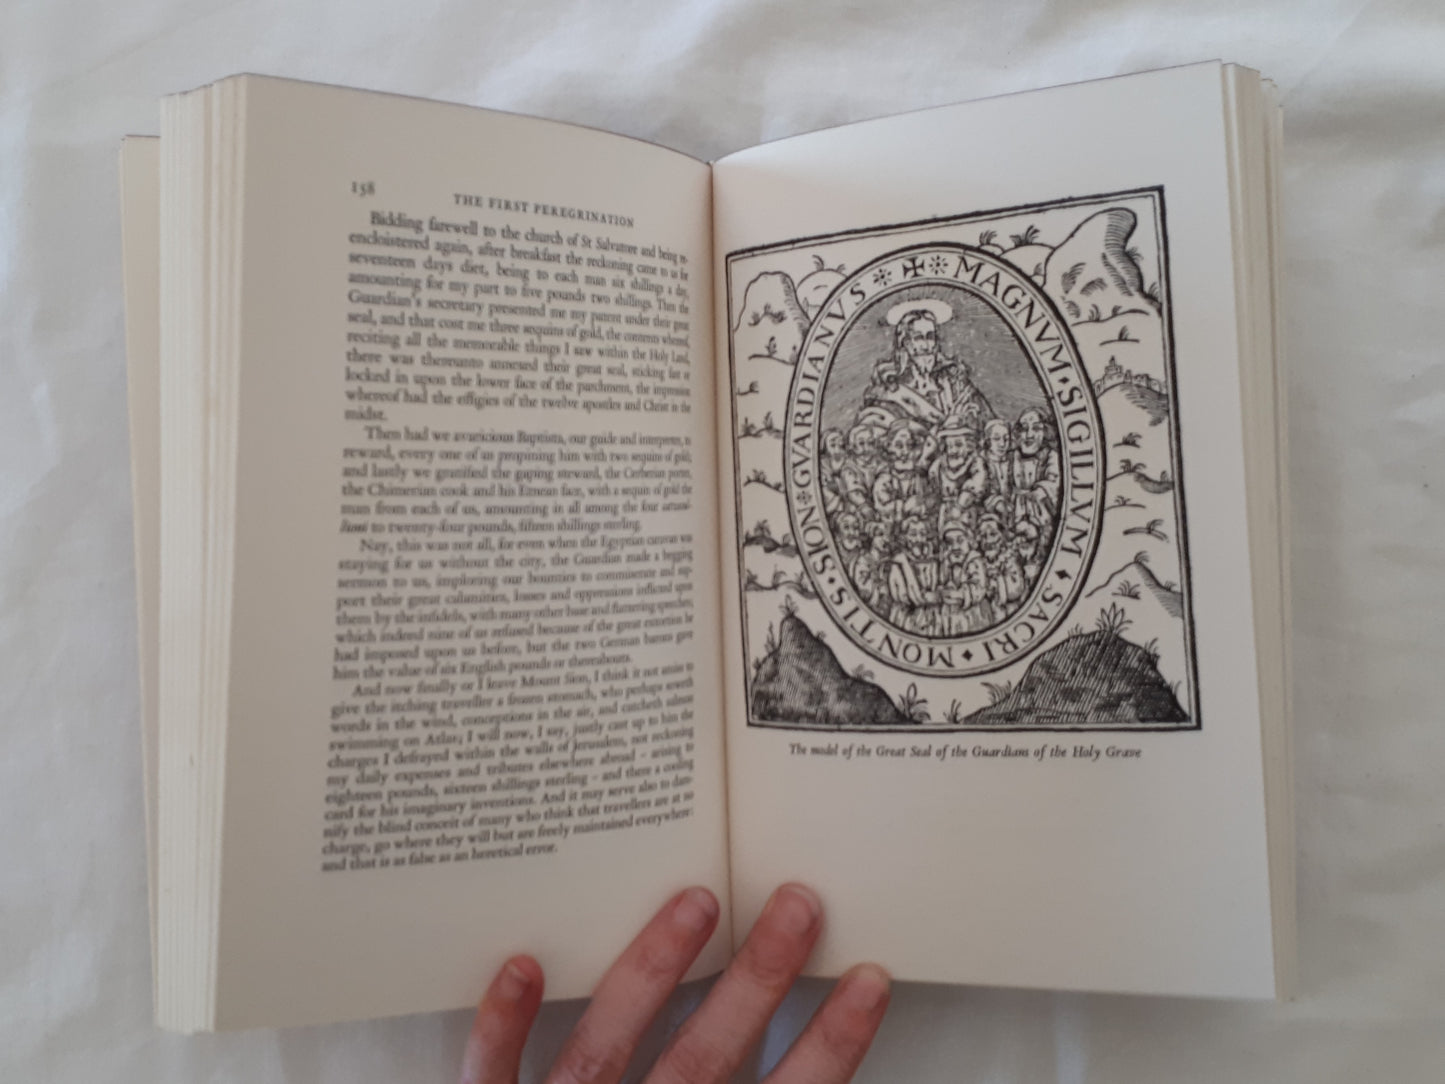 158
THE FIRST PEREGRINATION
Bidding farewell to the church of St Salvatore and being re-
encloistered again, after breakfast the reckoning came to us for
seventeen days diet, being to each man six shillings a day,
amounting for my part to five pounds two shillings. Then the
Guardian's secretary presented me my patent under their great
seal, and that cost me three sequins of gold, the contents whereof,
reciting all the memorable things I saw within the Holy Land,
there was thereunto annexed their great seal, sticking fast or
locked in upon the lower face of the parchment, the impression
whereof had the effigies of the twelve apostles and Christ in the
midst.
Then had we avaricious Baptista, our guide and interpreter, to
reward, every one of us propining him with two sequins of gold;
and lastly we gratified the gaping steward, the Cerberian porter,
the Chimerian cook and his Etnean face, with a sequin of gold the
man from each of us, amounting in all among the four
to twenty-four pounds, fifteen shillings sterling.
Nay, this was not all, for even when the Egyptian caravan was
staying for us without the city, the Guardian made a begging
sermon to us, imploring our bounties to commiserate and sup-
port their great calamities, losses and oppressions inflicted upon
them by the infidels, with many other base and flattering speeches,
which indeed nine of us refused because of the great extortion he
had imposed upon us before, but the two German barons gave
him the value of six English pounds or thereabouts.
And now finally or I leave Mount Sion, I think it not amiss to
give the itching traveller a frozen stomach, who perhaps soweth
words in the wind, conceptions in the air, and catcheth salmons
swimming on Atlas; I will now, I say, justly cast up to him the
charges I defrayed within the walls of Jerusalem, not reckoning
my daily expenses and tributes elsewhere abroad – arising to
eighteen pounds, sixteen shillings sterling – and there a cooling
card for his imaginary inventions. And it may serve also to dam-
nify the blind conceit of many who think that travellers are at no
charge, go where they will but are freely maintained everywhere:
and that is as false as an heretical error.
✠ MAGNVM · SIGILLVM ♦ SACRI ♦ MONTIS · SION GVARDIANVS
The model of the Great Seal of the Guardians of the Holy Grave